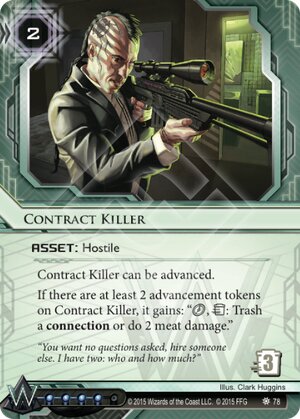 2
CONTRACT KILLER
ASSET: Hostile
Contract Killer can be advanced.
If there are at least 2 advancement tokens
on Contract Killer, it gains: “, : Trash
a connection or do 2 meat damage.”
“You want no questions asked, hire someone
else. I have two: who and how much?”
3
Illus. Clark Huggins
W
© 2015 Wizards of the Coast LLC. © 2015 FFG
78